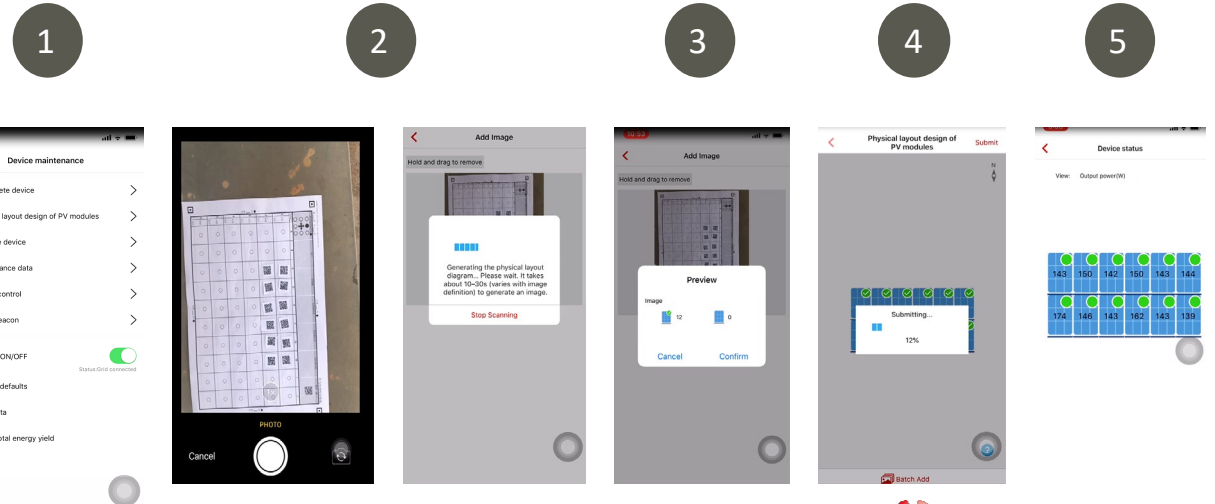 1
2
3
4
5
Device maintenance
ete device
layout design of PV modules
device
ance data
control
eacon
ON/OFF
Status:Grid connected
defaults
ta
otal energy yield
PHOTO
Cancel
Add Image
Hold and drag to remove
Generating the physical layout
diagram... Please wait. It takes
about 10~30s (varies with image
definition) to generate an image.
Stop Scanning
10:53
Add Image
Hold and drag to remove
Preview
Image
12
0
Cancel
Confirm
Physical layout design of
PV modules
Submit
N
Submitting...
12%
Batch Add
Device status
View: Output power(W)
143 150 142 150 143 144
174 146 143 162 143 139